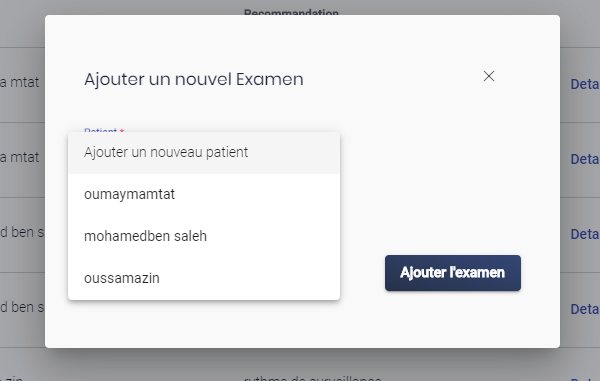 Recommandation
Ajouter un nouvel Examen
a mtat
Deta
Patient *
Ajouter un nouveau patient
a mtat
Deta
oumaymamtat
d ben s
mohamedben saleh
Deta
Ajouter l'examen
oussamazin
d ben s
Deta
zin
rythme de surveillance
Deta